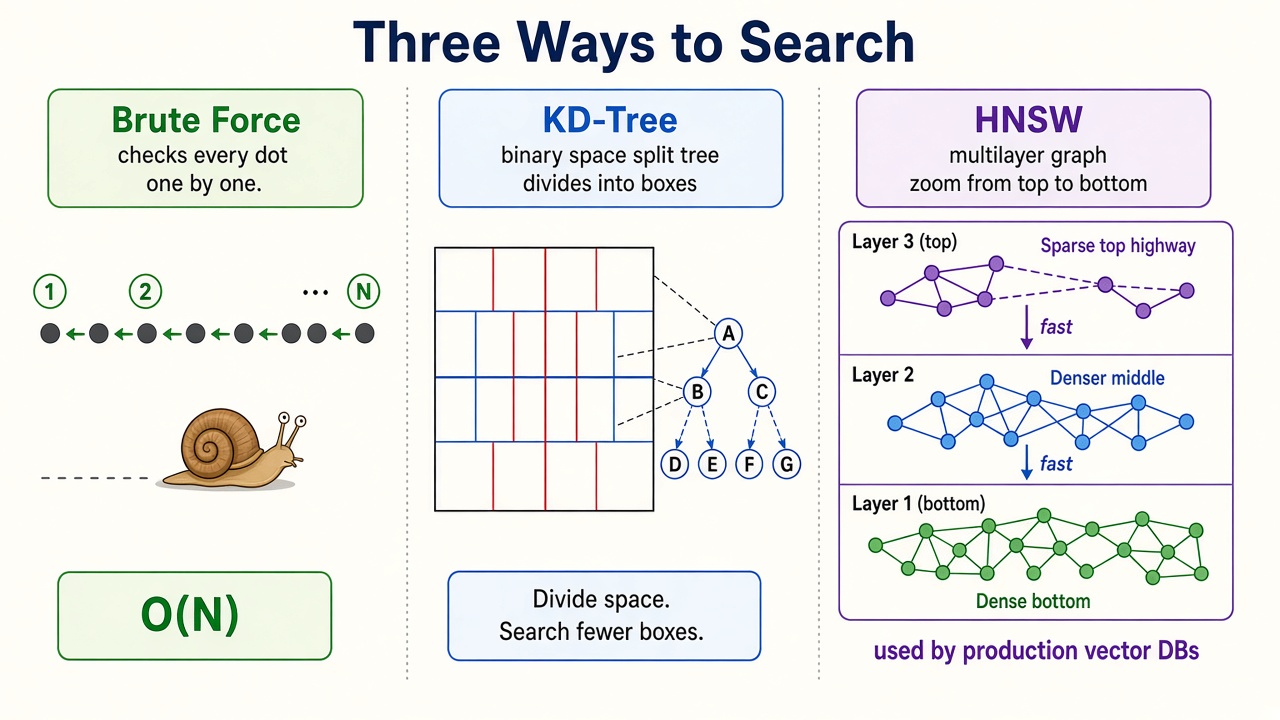 Three Ways to Search
Brute Force
checks every dot
one by one.
1 2 ... N
O(N)
KD-Tree
binary space split tree
divides into boxes
A
B C
D E F G
Divide space.
Search fewer boxes.
HNSW
multilayer graph
zoom from top to bottom
Layer 3 (top) Sparse top highway
fast
Layer 2 Denser middle
fast
Layer 1 (bottom)
Dense bottom
used by production vector DBs